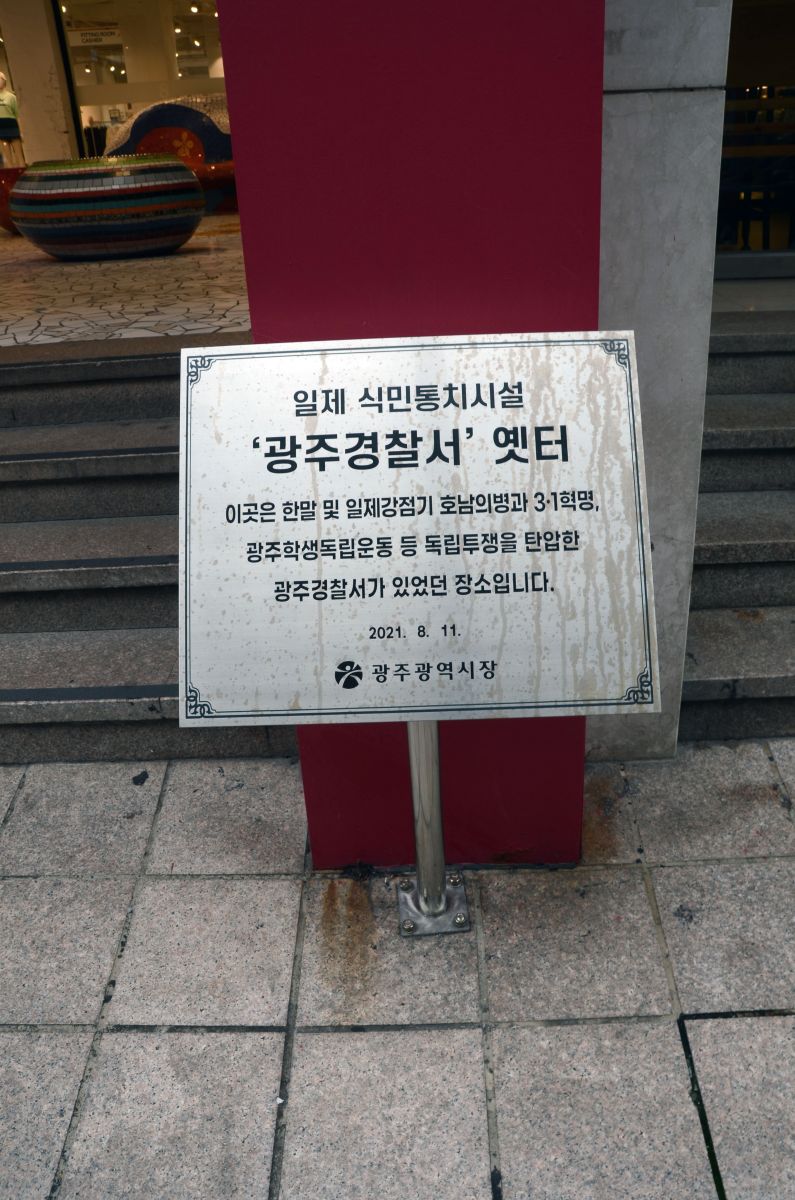 FITTING ROOM
CASHIER
일제 식민통치시설
‘광주경찰서’ 옛터
이곳은 한말 및 일제강점기 호남의병과 3·1혁명,
광주학생독립운동 등 독립투쟁을 탄압한
광주경찰서가 있었던 장소입니다.
2021. 8. 11.
광주광역시장